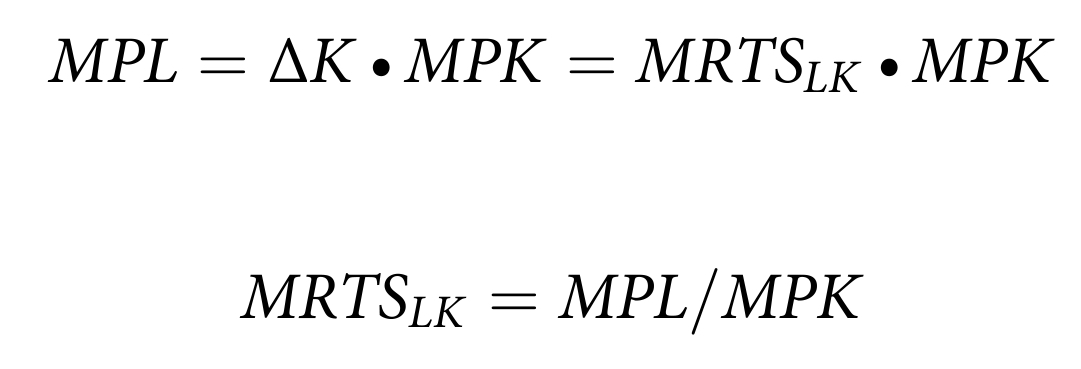 MPL = ΔK • MPK = MRTS_LK • MPK
MRTS_LK = MPL/MPK